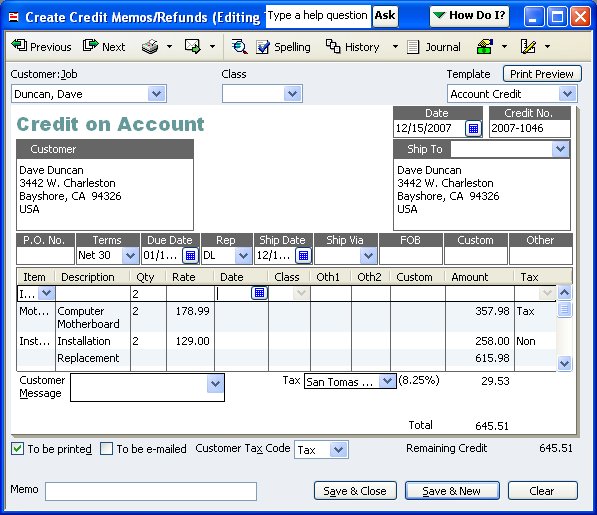 Create Credit Memos/Refunds (Editing Type a help question Ask How Do I?
Previous Next Spelling History Journal
Customer:Job Class Template Print Preview
Duncan, Dave Account Credit
Credit on Account
Date Credit No.
12/15/2007 2007-1046
Customer Ship To
Dave Duncan Dave Duncan
3442 W. Charleston 3442 W. Charleston
Bayshore, CA 94326 Bayshore, CA 94326
USA USA
P.O. No. Terms Due Date Rep Ship Date Ship Via FOB Custom Other
Net 30 01/1... DL 12/1...
Item Description Qty Rate Date Class Oth1 Oth2 Custom Amount Tax
I... 2
Mot... Computer 2 178.99 357.98 Tax
Motherboard
Inst... Installation 2 129.00 258.00 Non
Replacement 615.98
Customer Tax San Tomas ... (8.25%) 29.53
Message
Total 645.51
To be printed To be e-mailed Customer Tax Code Tax Remaining Credit 645.51
Memo Save & Close Save & New Clear